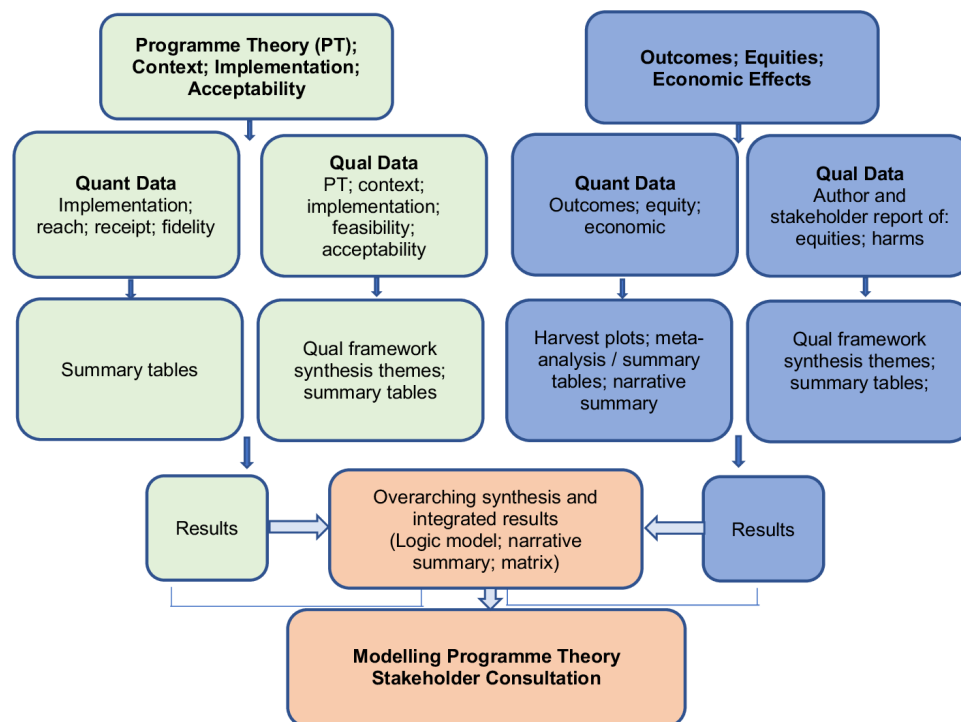 Programme Theory (PT);
Context; Implementation;
Acceptability
Outcomes; Equities;
Economic Effects
Quant Data
Implementation;
reach; receipt; fidelity
Qual Data
PT; context;
implementation;
feasibility;
acceptability
Quant Data
Outcomes; equity;
economic
Qual Data
Author and
stakeholder report of:
equities; harms
Summary tables
Qual framework
synthesis themes;
summary tables
Harvest plots; meta-
analysis / summary
tables; narrative
summary
Qual framework
synthesis themes;
summary tables;
Results
Overarching synthesis and
integrated results
(Logic model; narrative
summary; matrix)
Results
Modelling Programme Theory
Stakeholder Consultation